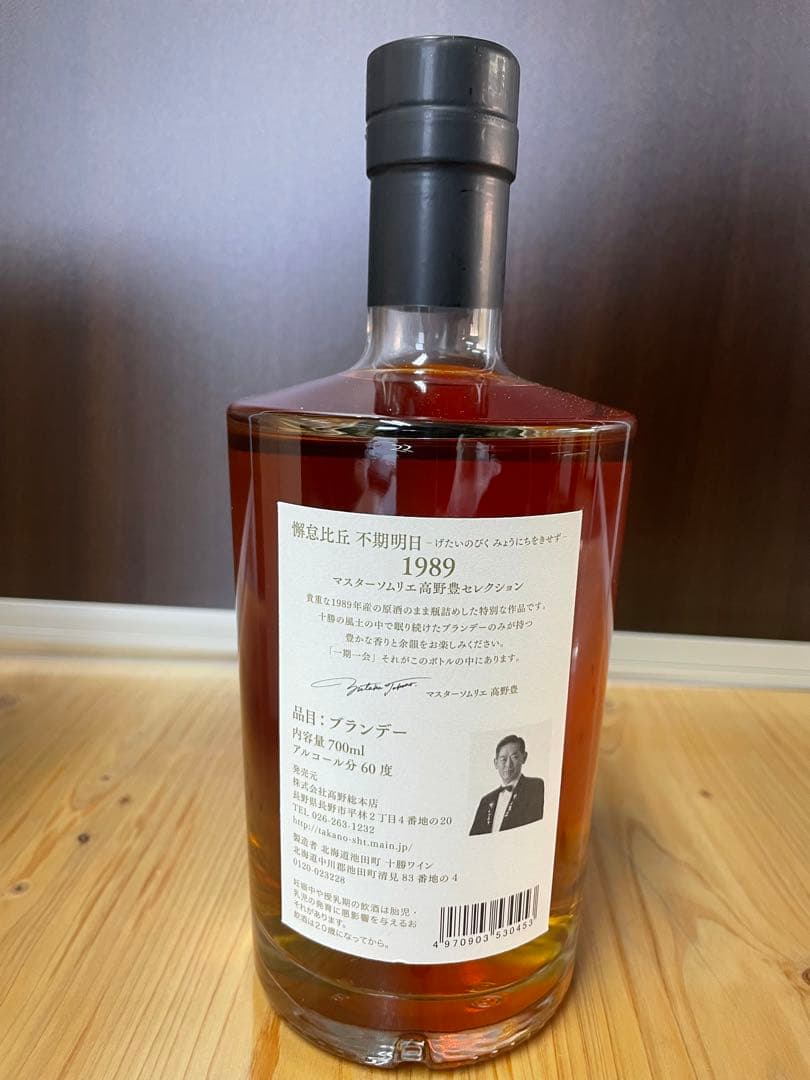 懈怠比丘 不期明日 -げたいのびく みょうにちをきせず-
1989
マスターソムリエ高野豊セレクション
貴重な1989年産の原酒のまま瓶詰めした特別な作品です。
十勝の風土の中で眠り続けたブランデーのみが持つ
豊かな香りと余韻をお楽しみください。
「一期一会」それがこのボトルの中にあります。
Yutaka Takano. マスターソムリエ 高野豊
品目：ブランデー
内容量 700ml
アルコール分 60 度
発売元
株式会社高野総本店
長野県長野市平林2丁目4番地の20
TEL 026-263-1232
http://takano-sht.main.jp/
製造者 北海道池田町 十勝ワイン
北海道中川郡池田町清見 83 番地の 4
0120-023228
妊娠中や授乳期の飲酒は胎児・
乳児の発育に悪影響を与えるお
それがあります。
飲酒は20歳になってから。
4 970903 530453